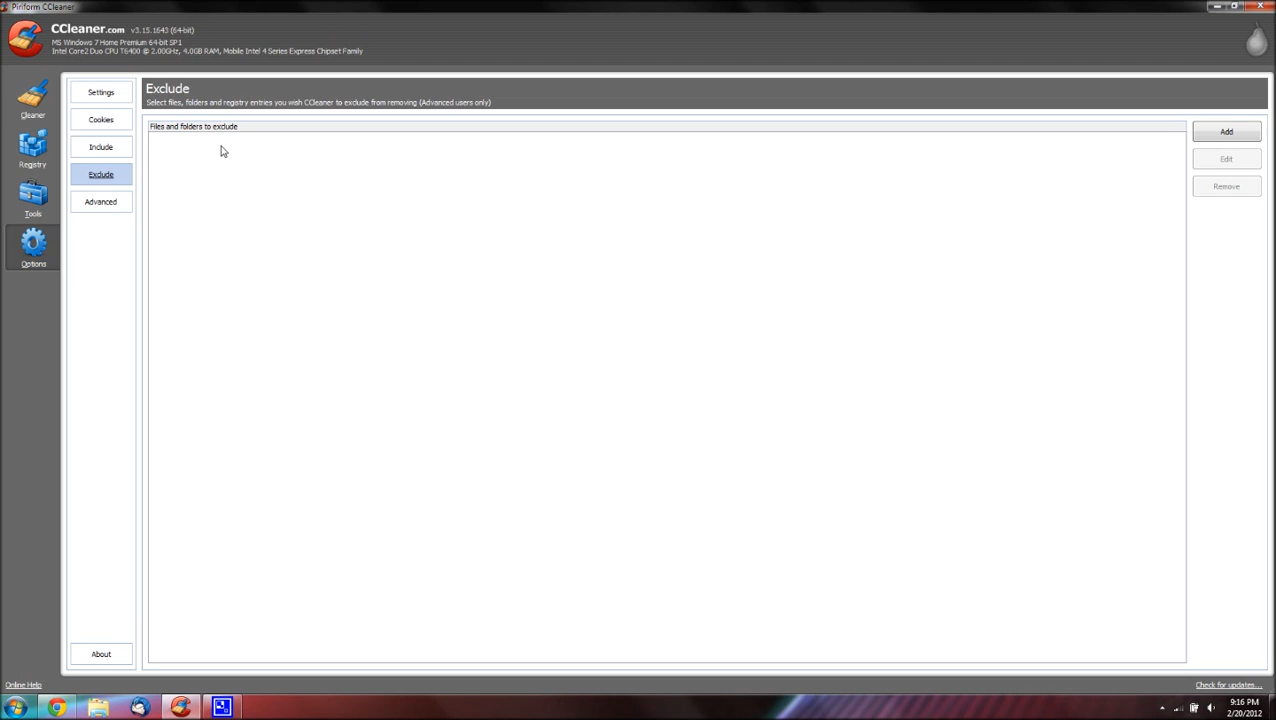 Piriform CCleaner
CCleaner.com v3.15.1643 (64-bit)
MS Windows 7 Home Premium 64-bit SP1
Intel Core2 Duo CPU T6400 @ 2.00GHz, 4.0GB RAM, Mobile Intel 4 Series Express Chipset Family
Cleaner
Registry
Tools
Options
Settings
Cookies
Include
Exclude
Advanced
About
Exclude
Select files, folders and registry entries you wish CCleaner to exclude from removing (Advanced users only)
Files and folders to exclude
Add
Edit
Remove
Online Help
Check for updates...
9:16 PM
2/20/2012